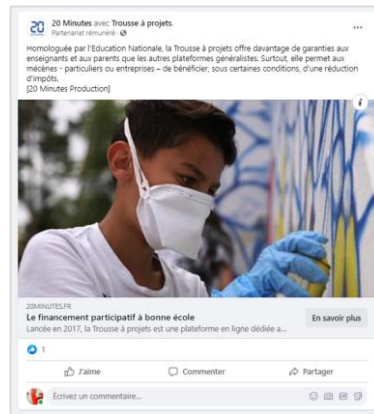 20 20 Minutes avec Trousse à projets.
Partenariat rémunéré ·
Homologuée par l'Education Nationale, la Trousse à projets offre davantage de garanties aux
enseignants et aux parents que les autres plateformes généralistes. Surtout, elle permet aux
mécènes - particuliers ou entreprises – de bénéficier, sous certaines conditions, d'une réduction
d'impôts.
[20 Minutes Production]
20MINUTES.FR
Le financement participatif à bonne école
Lancée en 2017, la Trousse à projets est une plateforme en ligne dédiée a...
En savoir plus
1
J'aime
Commenter
Partager
Écrivez un commentaire...